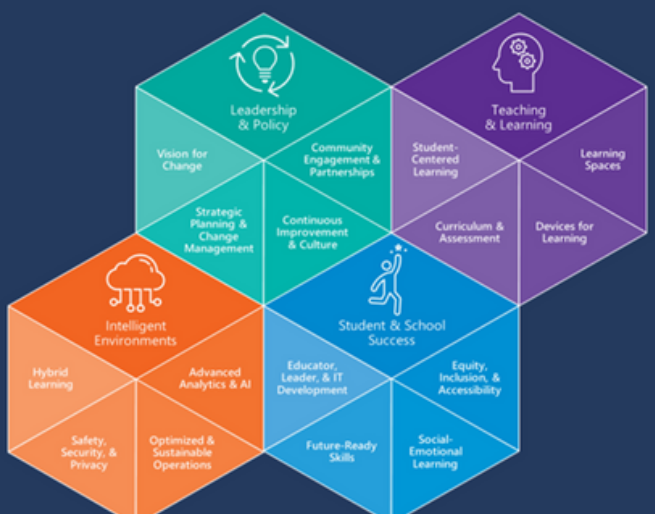 Leadership
& Policy
Vision for
Change
Community
Engagement &
Partnerships
Strategic
Planning &
Change
Management
Continuous
Improvement
& Culture
Teaching
& Learning
Student-
Centered
Learning
Learning
Spaces
Curriculum
& Assessment
Devices for
Learning
Intelligent
Environments
Hybrid
Learning
Advanced
Analytics & AI
Safety,
Security, &
Privacy
Optimized &
Sustainable
Operations
Student & School
Success
Educator,
Leader, & IT
Development
Equity,
Inclusion, &
Accessibility
Future-Ready
Skills
Social-
Emotional
Learning